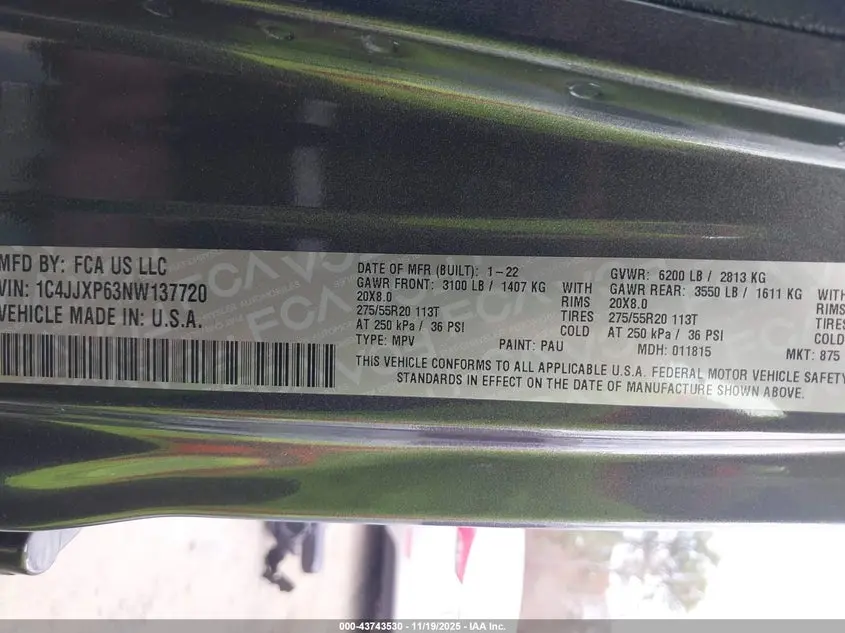 MFD BY: FCA US LLC
VIN: 1C4JJXP63NW137720
VEHICLE MADE IN: U.S.A.
DATE OF MFR (BUILT): 1-22
GAWR FRONT: 3100 LB / 1407 KG WITH
20X8.0 RIMS
275/55R20 113T TIRES
AT 250 kPa / 36 PSI COLD
TYPE: MPV PAINT: PAU
GVWR: 6200 LB / 2813 KG
GAWR REAR: 3550 LB / 1611 KG WITH
20X8.0 RIMS
275/55R20 113T TIRES
AT 250 kPa / 36 PSI COLD
MDH: 011815 MKT: 875
THIS VEHICLE CONFORMS TO ALL APPLICABLE U.S.A. FEDERAL MOTOR VEHICLE SAFETY
STANDARDS IN EFFECT ON THE DATE OF MANUFACTURE SHOWN ABOVE.
000-43743530 - 11/19/2025 - IAA Inc.